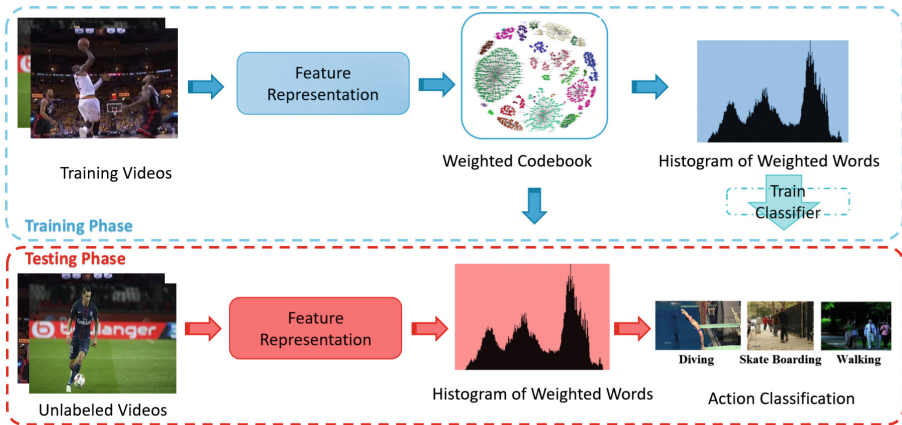 Feature
Representation
Training Videos
Weighted Codebook
Histogram of Weighted Words
Train
Classifier
Training Phase
Testing Phase
boulanger
Feature
Representation
Unlabeled Videos
Histogram of Weighted Words
Diving
Skate Boarding
Walking
Action Classification